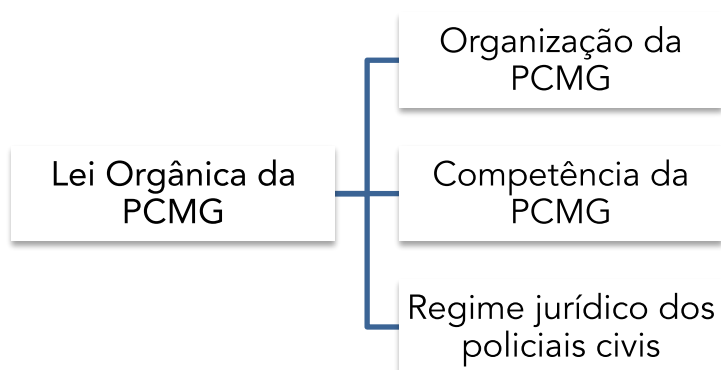 Organização da
PCMG
Lei Orgânica da
PCMG
Competência da
PCMG
Regime jurídico dos
policiais civis